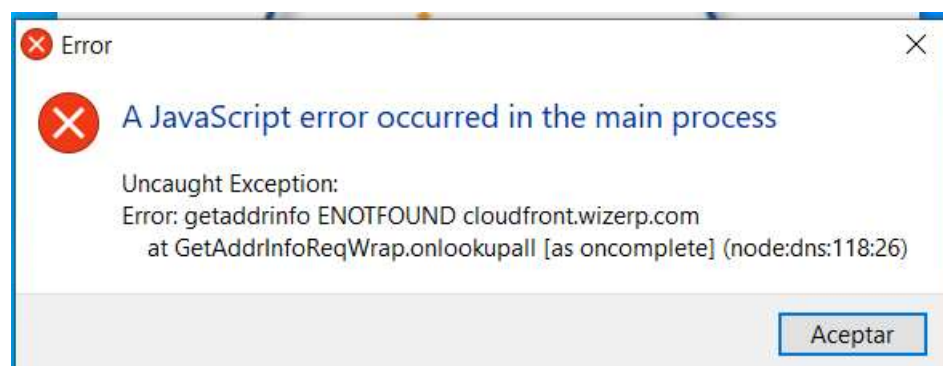 Error
A JavaScript error occurred in the main process
Uncaught Exception:
Error: getaddrinfo ENOTFOUND cloudfront.wizerp.com
at GetAddrInfoReqWrap.onlookupall [as oncomplete] (node:dns:118:26)
Aceptar